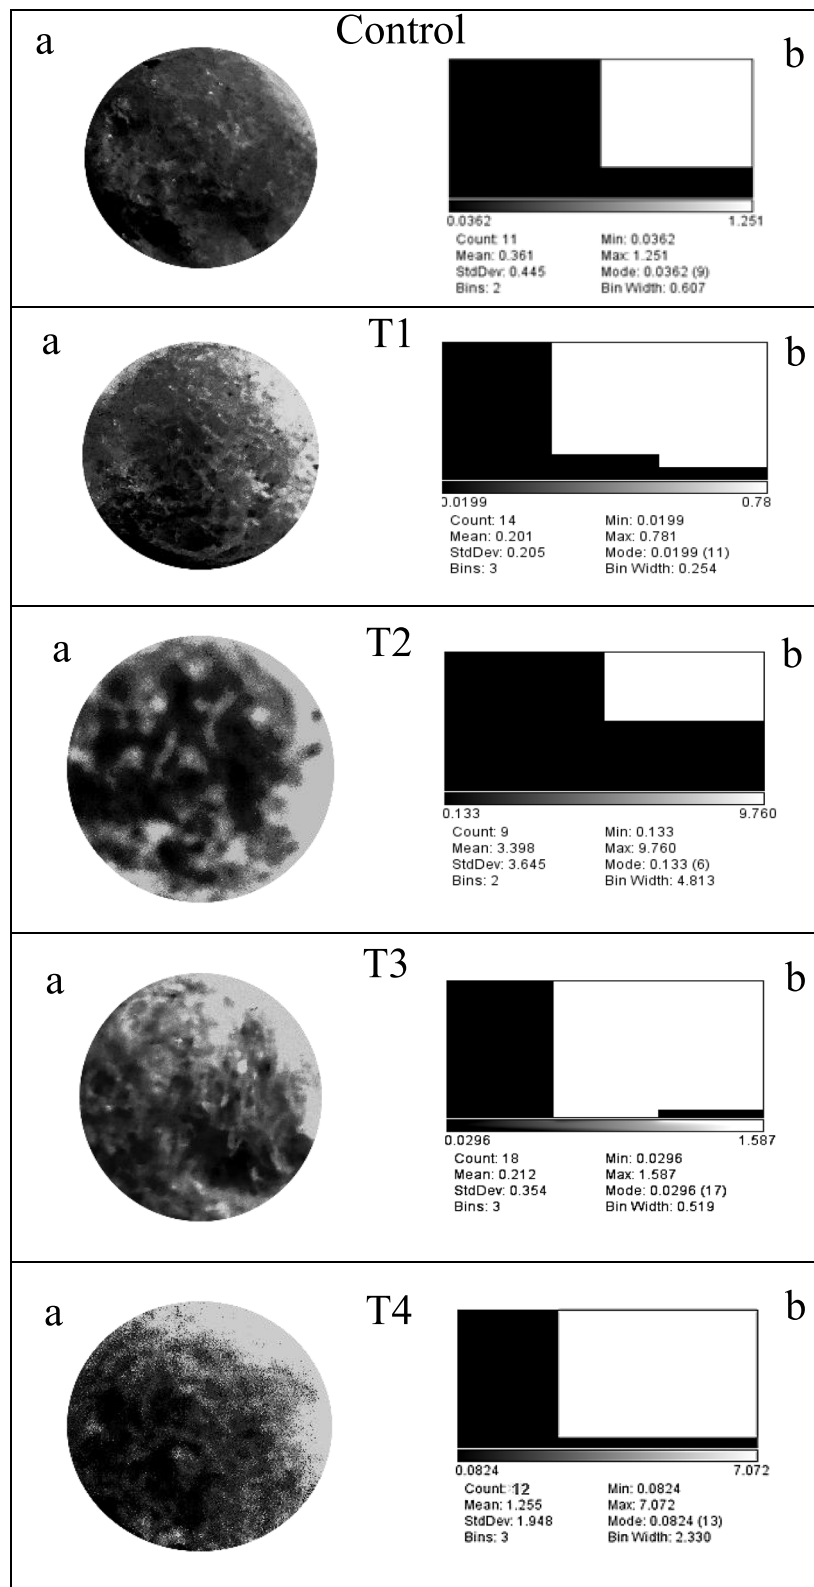 Control
a
b
0.0362 1.251
Count: 11 Min: 0.0362
Mean: 0.361 Max: 1.251
StdDev: 0.445 Mode: 0.0362 (9)
Bins: 2 Bin Width: 0.607
T1
a
b
0.0199 0.78
Count: 14 Min: 0.0199
Mean: 0.201 Max: 0.781
StdDev: 0.205 Mode: 0.0199 (11)
Bins: 3 Bin Width: 0.254
T2
a
b
0.133 9.760
Count: 9 Min: 0.133
Mean: 3.398 Max: 9.760
StdDev: 3.645 Mode: 0.133 (6)
Bins: 2 Bin Width: 4.813
T3
a
b
0.0296 1.587
Count: 18 Min: 0.0296
Mean: 0.212 Max: 1.587
StdDev: 0.354 Mode: 0.0296 (17)
Bins: 3 Bin Width: 0.519
T4
a
b
0.0824 7.072
Count: 12 Min: 0.0824
Mean: 1.255 Max: 7.072
StdDev: 1.948 Mode: 0.0824 (13)
Bins: 3 Bin Width: 2.330